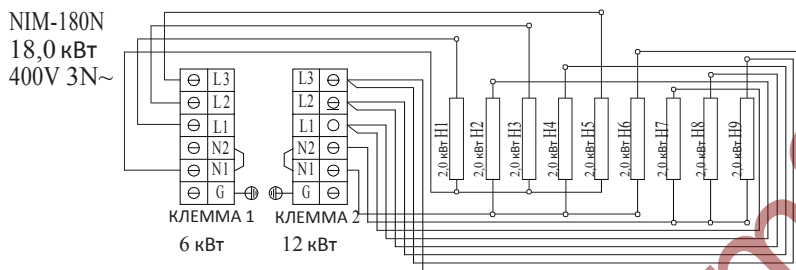 NIM-180N
18,0 кВт
400V 3N~
L3
L2
L1
N2
N1
G
КЛЕММА 1
6 кВт
L3
L2
L1
N2
N1
G
КЛЕММА 2
12 кВт
2,0 кВт H1
2,0 кВт H2
2,0 кВт H3
2,0 кВт H4
2,0 кВт H5
2,0 кВт H6
2,0 кВт H7
2,0 кВт H8
2,0 кВт H9